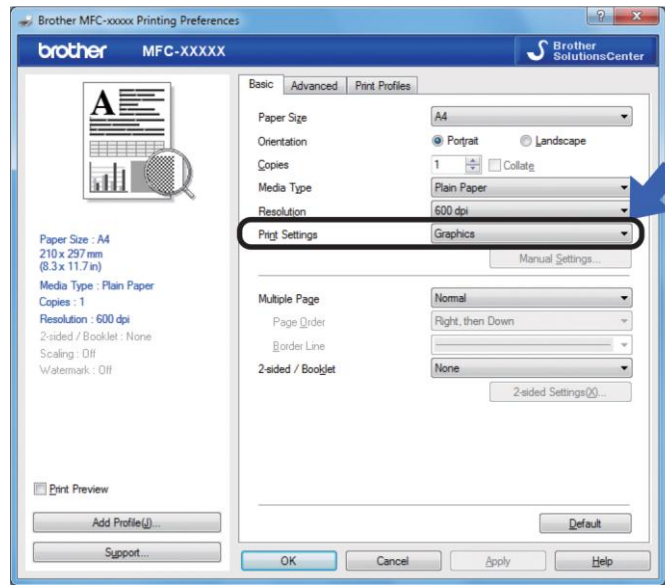 Brother MFC-xxxxx Printing Preferences
brother MFC-XXXXX
Brother
SolutionsCenter
Basic Advanced Print Profiles
A
Paper Size : A4
210 x 297 mm
(8.3 x 11.7 in)
Media Type : Plain Paper
Copies : 1
Resolution : 600 dpi
2-sided / Booklet : None
Scaling : Off
Watermark : Off
Print Preview
Add Profile(J)...
Support...
Paper Size A4
Orientation Portrait Landscape
Copies 1 Collate
Media Type Plain Paper
Resolution 600 dpi
Print Settings Graphics
Manual Settings...
Multiple Page Normal
Page Order Right, then Down
Border Line
2-sided / Booklet None
2-sided Settings(X)...
Default
OK Cancel Apply Help